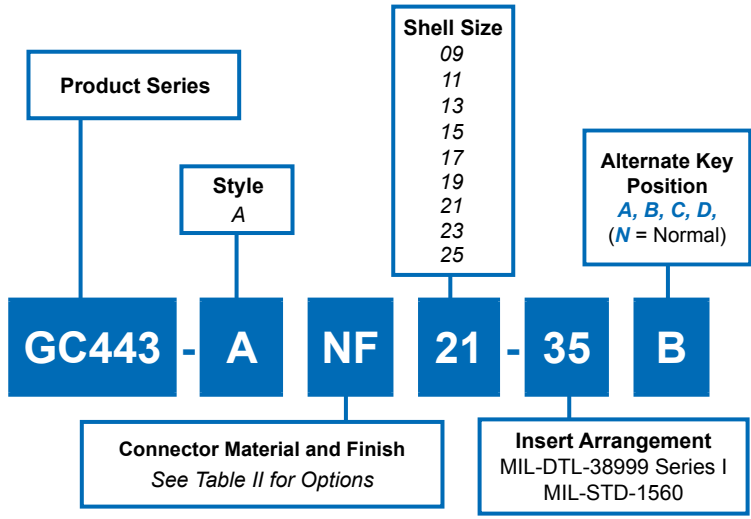 Product Series
Style
A
Shell Size
09
11
13
15
17
19
21
23
25
Alternate Key
Position
A, B, C, D,
(N = Normal)
GC443 - A NF 21 - 35 B
Connector Material and Finish
See Table II for Options
Insert Arrangement
MIL-DTL-38999 Series I
MIL-STD-1560